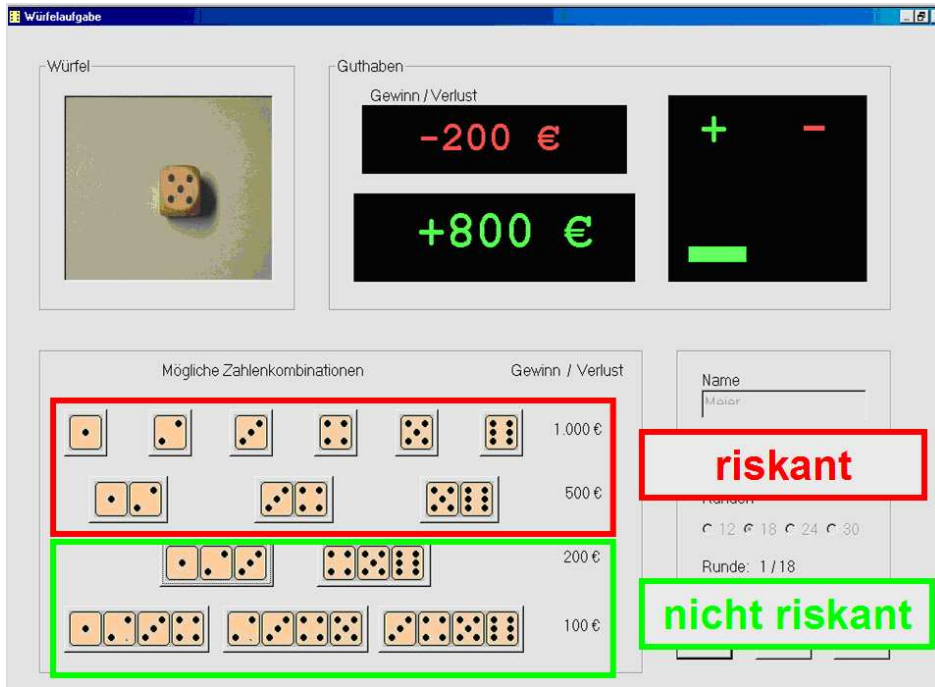 Würfelaufgabe
Würfel
Guthaben
Gewinn / Verlust
-200 €
+800 €
+ -
Mögliche Zahlenkombinationen Gewinn / Verlust
1.000 €
500 €
200 €
100 €
Name
Meier
riskant
Runden
12 18 24 30
Runde: 1 / 18
nicht riskant